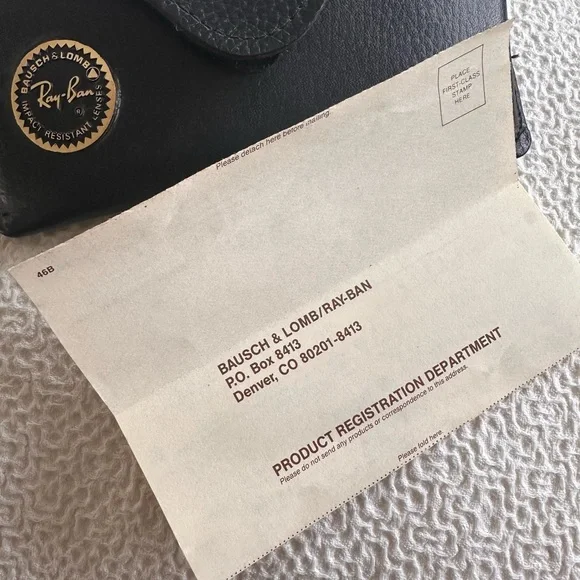 BAUSCH & LOMB
Ray-Ban
®
IMPACT RESISTANT LENSES
PLACE
FIRST-CLASS
STAMP
HERE
Please detach here before mailing.
46B
BAUSCH & LOMB/RAY-BAN
P.O. Box 8413
Denver, CO 80201-8413
PRODUCT REGISTRATION DEPARTMENT
Please do not send any products or correspondence to this address.
Please fold here.